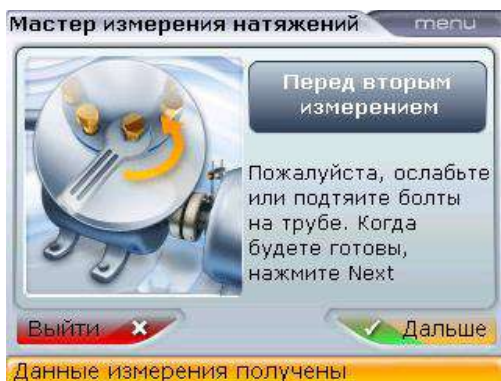 Мастер измерения натяжений menu
Перед вторым
измерением
Пожалуйста, ослабьте
или подтяите болты
на трубе. Когда
будете готовы,
нажмите Next
Выйти Дальше
Данные измерения получены